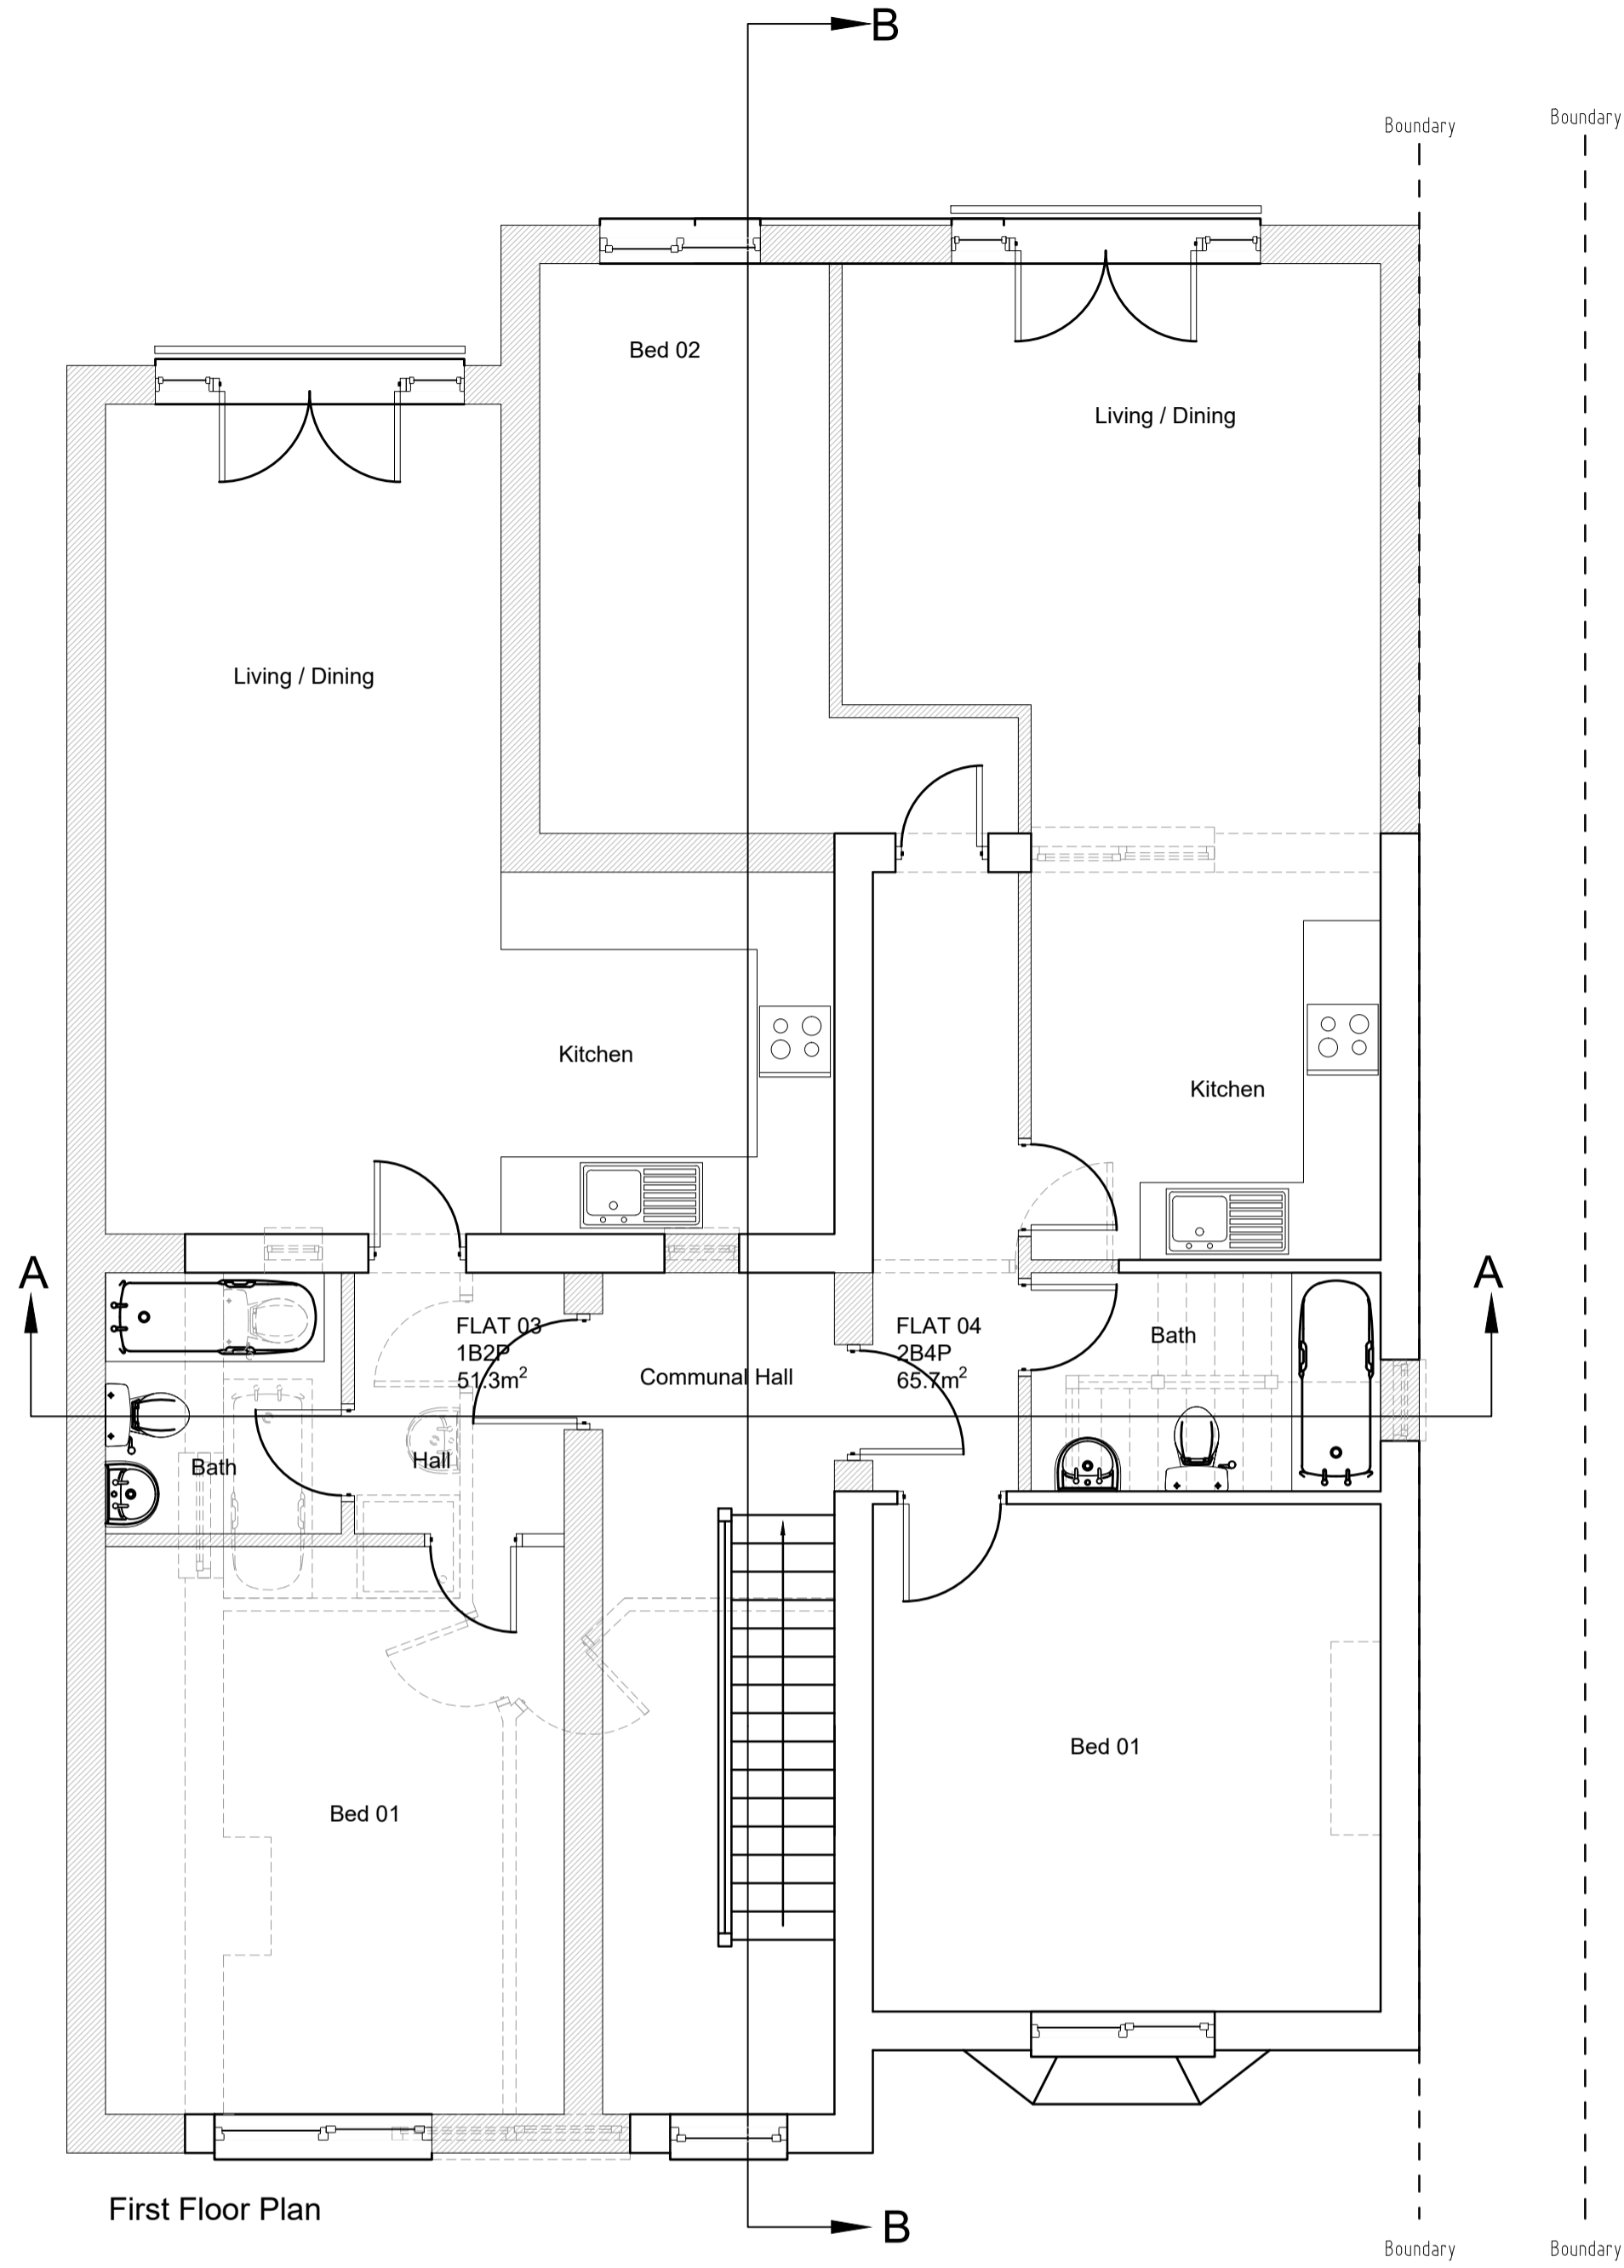 B
Boundary
Boundary
Bed 02
Living / Dining
Living / Dining
Kitchen
Kitchen
A
A
FLAT 03
1B2P
51.3m²
Communal Hall
FLAT 04
2B4P
65.7m²
Bath
Bath
Hall
Bed 01
Bed 01
First Floor Plan
B
Boundary
Boundary